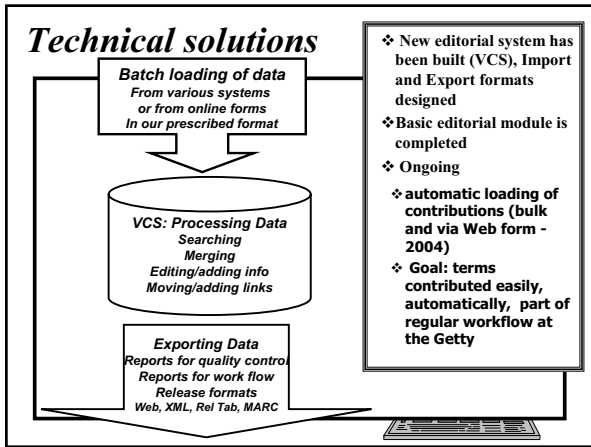 Technical solutions
Batch loading of data
From various systems
or from online forms
In our prescribed format
VCS: Processing Data
Searching
Merging
Editing/adding info
Moving/adding links
Exporting Data
Reports for quality control
Reports for work flow
Release formats
Web, XML, Rel Tab, MARC
❖ New editorial system has
been built (VCS), Import
and Export formats
designed
❖ Basic editorial module is
completed
❖ Ongoing
❖ automatic loading of
contributions (bulk
and via Web form -
2004)
❖ Goal: terms
contributed easily,
automatically, part of
regular workflow at
the Getty